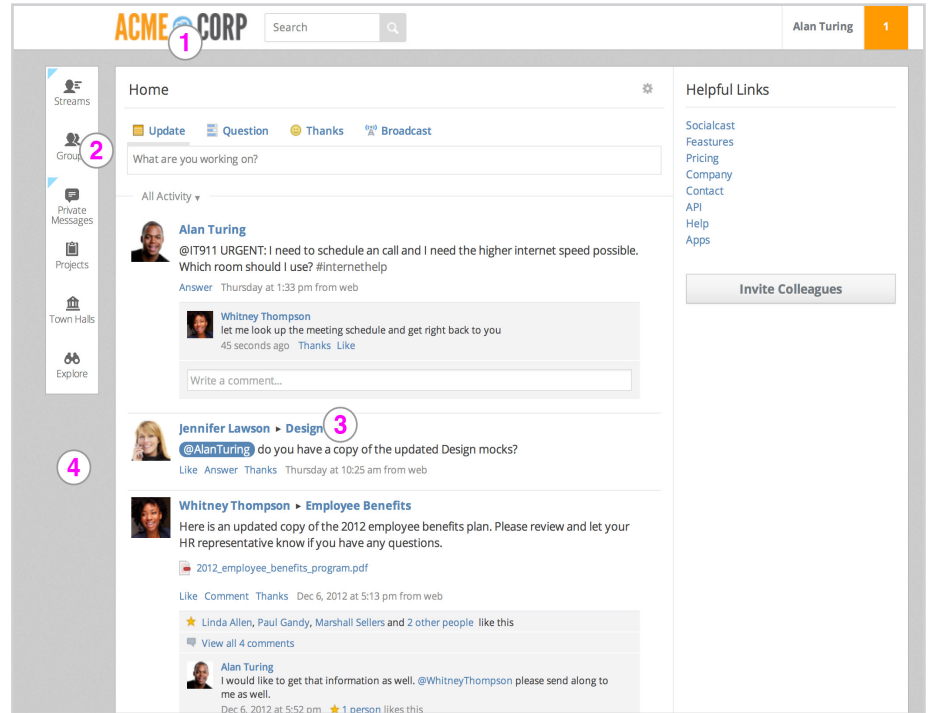 ACME CORP
1
Search
Alan Turing
1
Streams
2
Private
Messages
Projects
Town Halls
Explore
4
Home
Update Question Thanks Broadcast
What are you working on?
All Activity ▾
Alan Turing
@IT911 URGENT: I need to schedule an call and I need the higher internet speed possible.
Which room should I use? #internethelp
Answer Thursday at 1:33 pm from web
Whitney Thompson
let me look up the meeting schedule and get right back to you
45 seconds ago Thanks Like
Write a comment...
Jennifer Lawson ▸ Design
3
@AlanTuring do you have a copy of the updated Design mocks?
Like Answer Thanks Thursday at 10:25 am from web
Whitney Thompson ▸ Employee Benefits
Here is an updated copy of the 2012 employee benefits plan. Please review and let your
HR representative know if you have any questions.
2012_employee_benefits_program.pdf
Like Comment Thanks Dec 6, 2012 at 5:13 pm from web
Linda Allen, Paul Gandy, Marshall Sellers and 2 other people like this
View all 4 comments
Alan Turing
I would like to get that information as well. @WhitneyThompson please send along to
me as well.
Dec 6, 2012 at 5:52 pm 1 person likes this
Helpful Links
Socialcast
Feastures
Pricing
Company
Contact
API
Help
Apps
Invite Colleagues